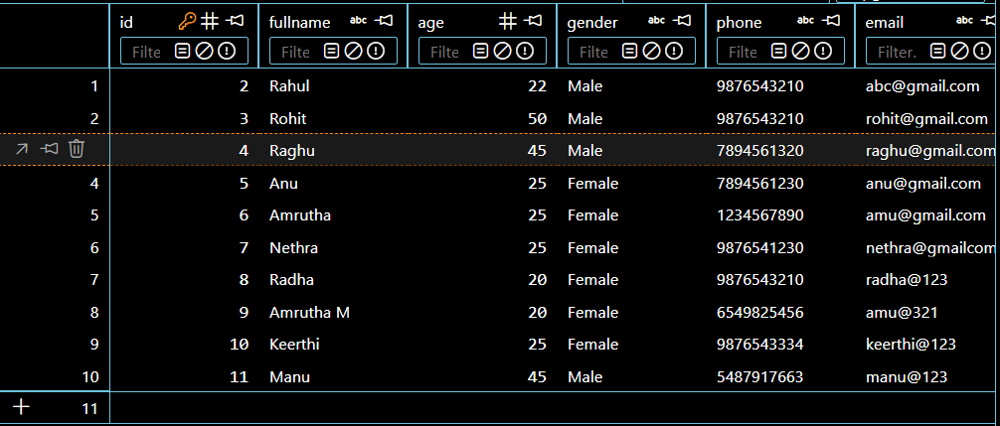 id fullname abc age gender abc phone abc email abc
Filte Filte Filte Filte Filte Filter.
1 2 Rahul 22 Male 9876543210 abc@gmail.com
2 3 Rohit 50 Male 9876543210 rohit@gmail.com
4 Raghu 45 Male 7894561320 raghu@gmail.com
4 5 Anu 25 Female 7894561230 anu@gmail.com
5 6 Amrutha 25 Female 1234567890 amu@gmail.com
6 7 Nethra 25 Female 9876541230 nethra@gmailcom
7 8 Radha 20 Female 9876543210 radha@123
8 9 Amrutha M 20 Female 6549825456 amu@321
9 10 Keerthi 25 Female 9876543334 keerthi@123
10 11 Manu 45 Male 5487917663 manu@123
11